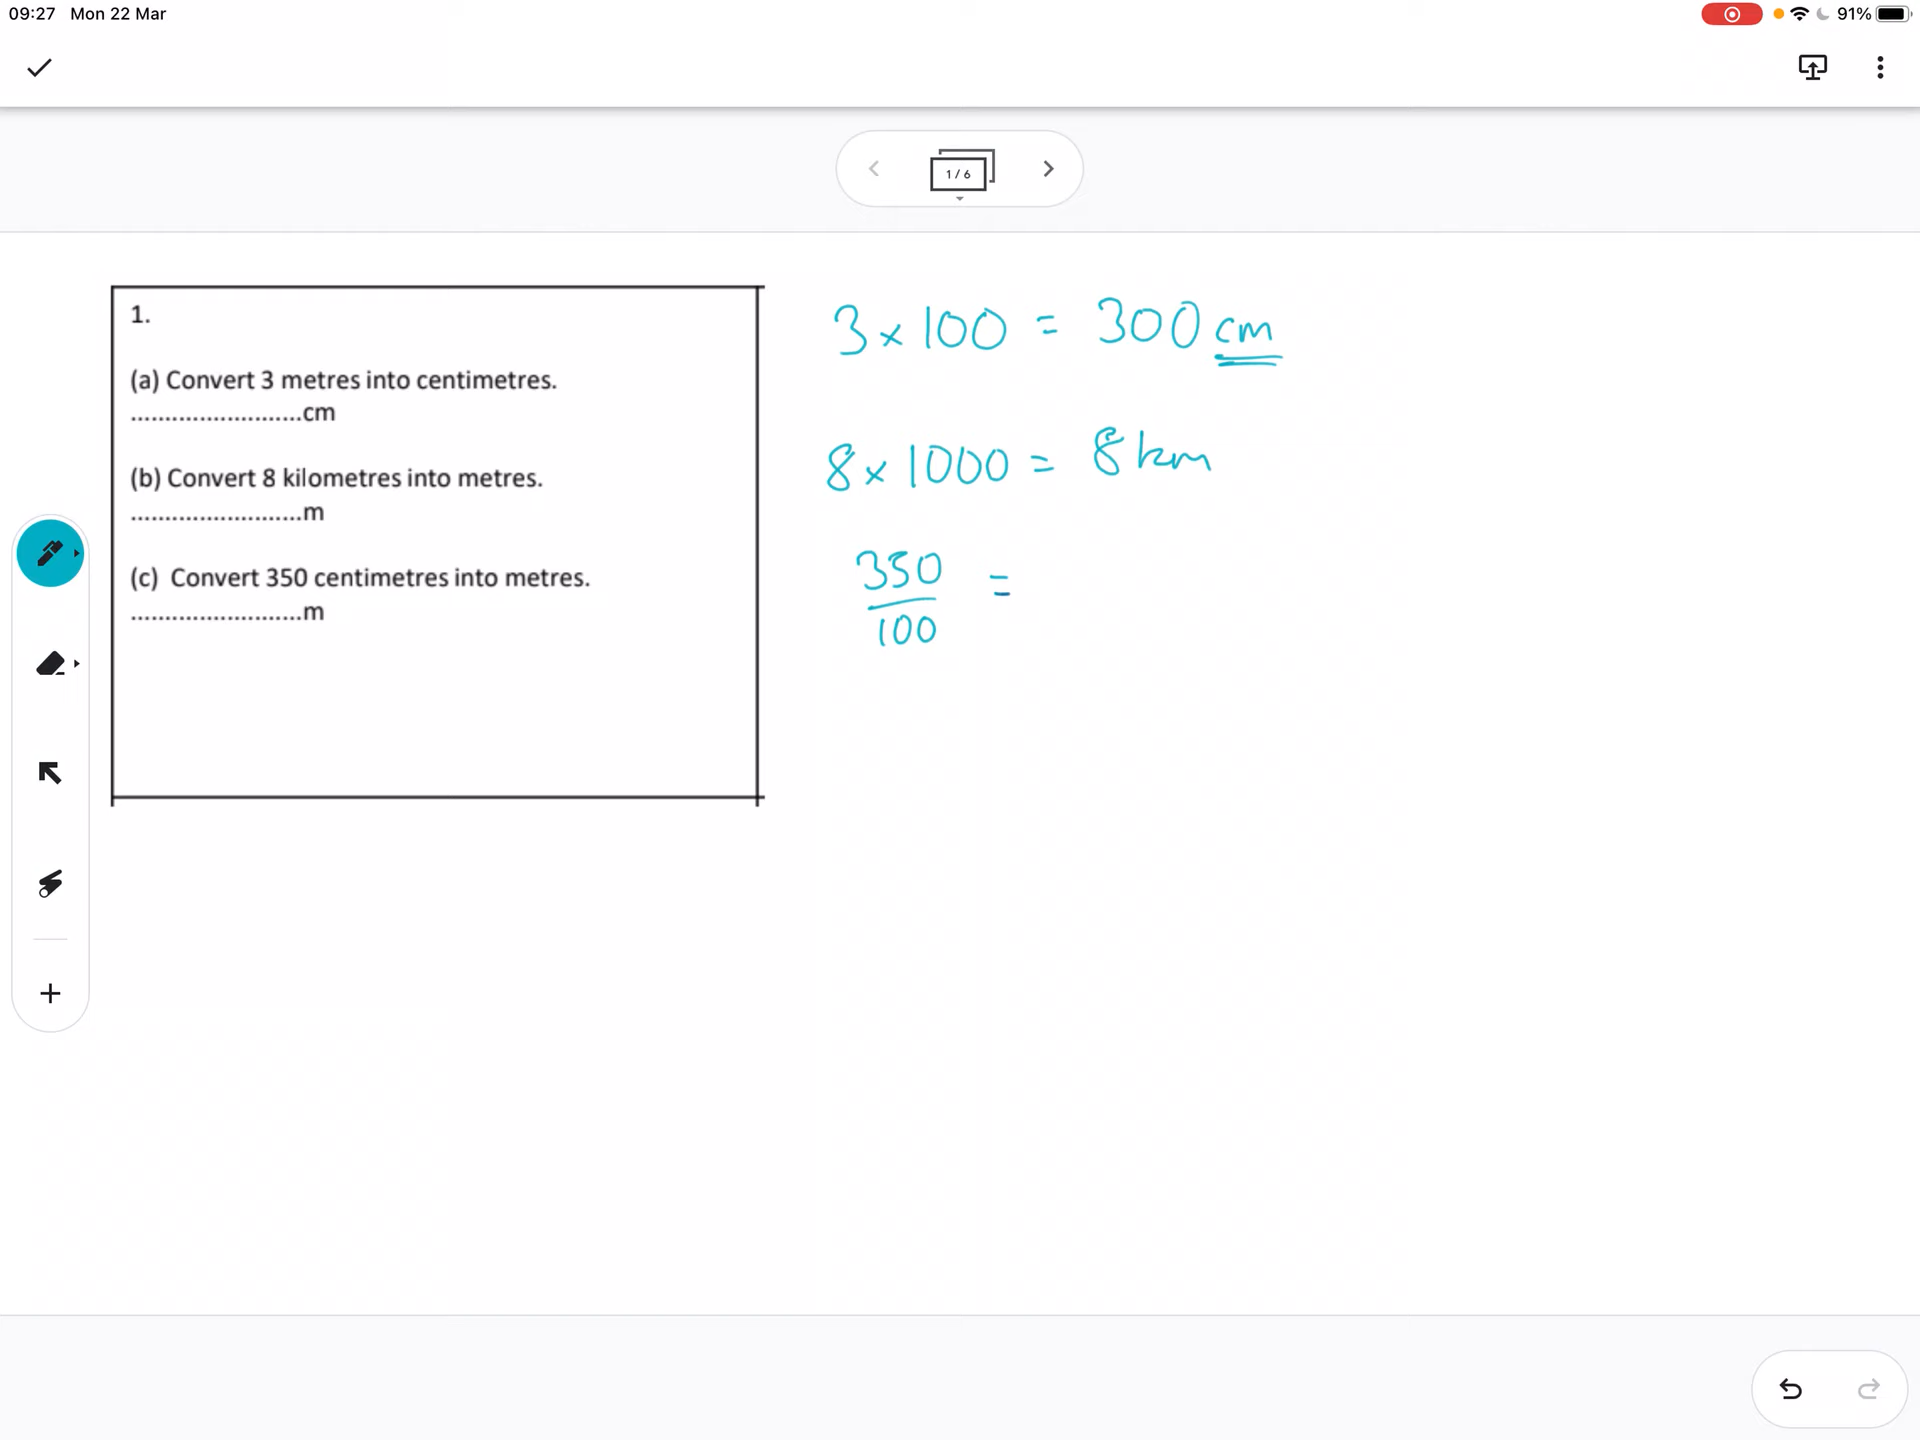 09:27 Mon 22 Mar
91%
1 / 6
1.
(a) Convert 3 metres into centimetres.
.........................cm
(b) Convert 8 kilometres into metres.
.........................m
(c) Convert 350 centimetres into metres.
.........................m
3 × 100 = 300 cm
8 × 1000 = 8 km
350
100
=